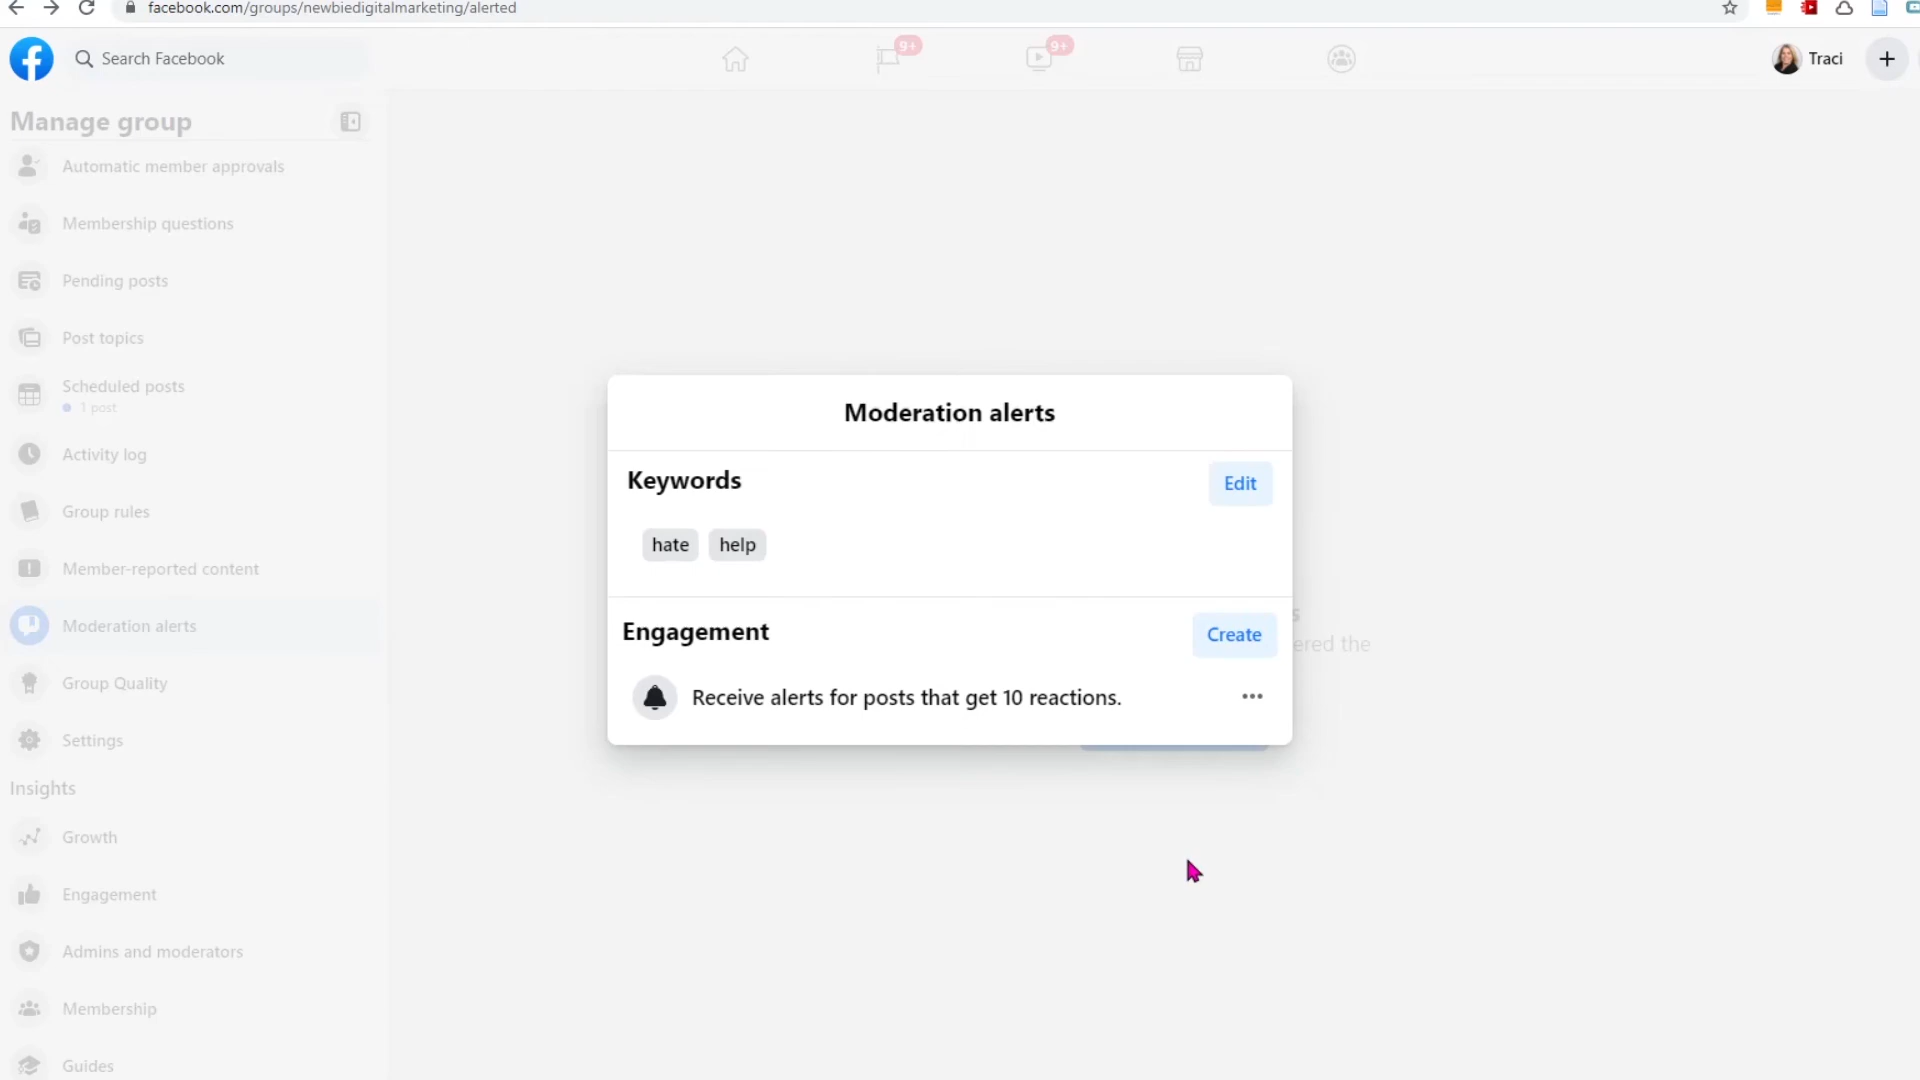 facebook.com/groups/newbiedigitalmarketing/alerted
Search Facebook
9+
9+
Traci
Manage group
Automatic member approvals
Membership questions
Pending posts
Post topics
Scheduled posts
1 post
Activity log
Group rules
Member-reported content
Moderation alerts
Group Quality
Settings
Insights
Growth
Engagement
Admins and moderators
Membership
Guides
Moderation alerts
Keywords
Edit
hate help
Engagement
Create
Receive alerts for posts that get 10 reactions.
the